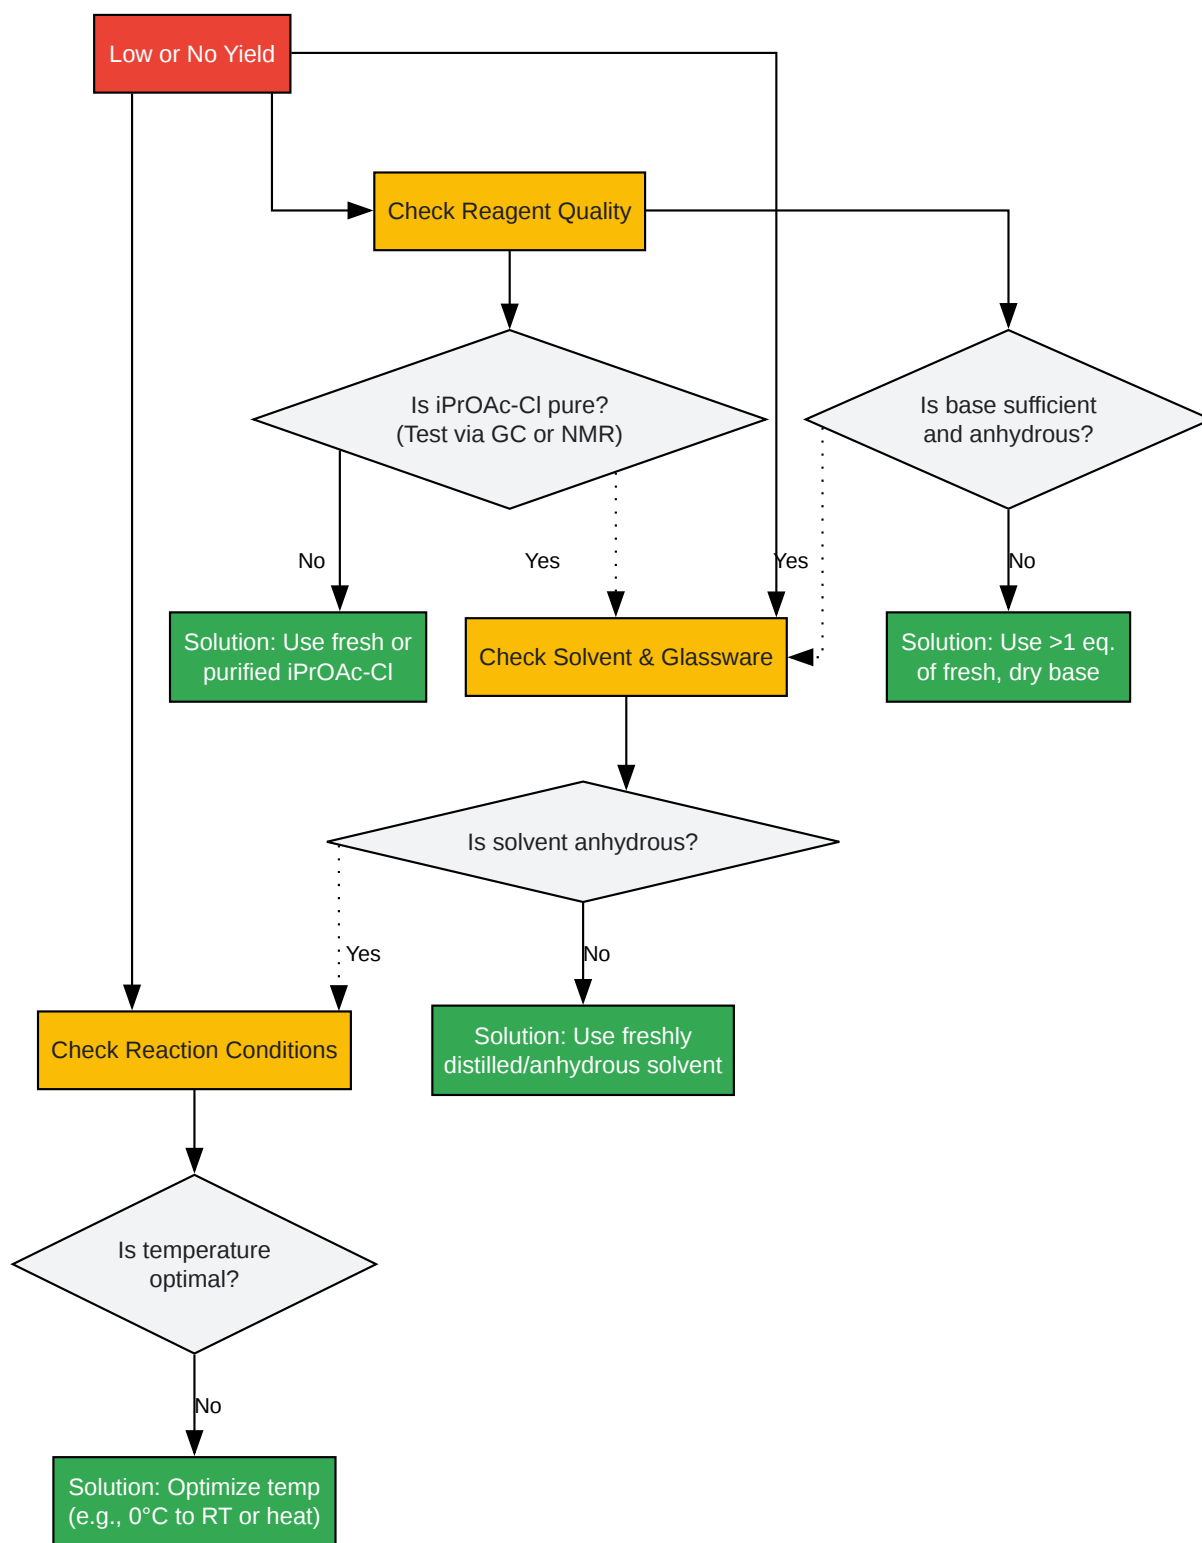 Low or No Yield
Check Reagent Quality
Is iPrOAc-Cl pure?
(Test via GC or NMR)
Is base sufficient
and anhydrous?
No
Yes
Yes
No
Solution: Use fresh or
purified iPrOAc-Cl
Check Solvent & Glassware
Solution: Use >1 eq.
of fresh, dry base
Is solvent anhydrous?
Yes
No
Check Reaction Conditions
Solution: Use freshly
distilled/anhydrous solvent
Is temperature
optimal?
No
Solution: Optimize temp
(e.g., 0°C to RT or heat)